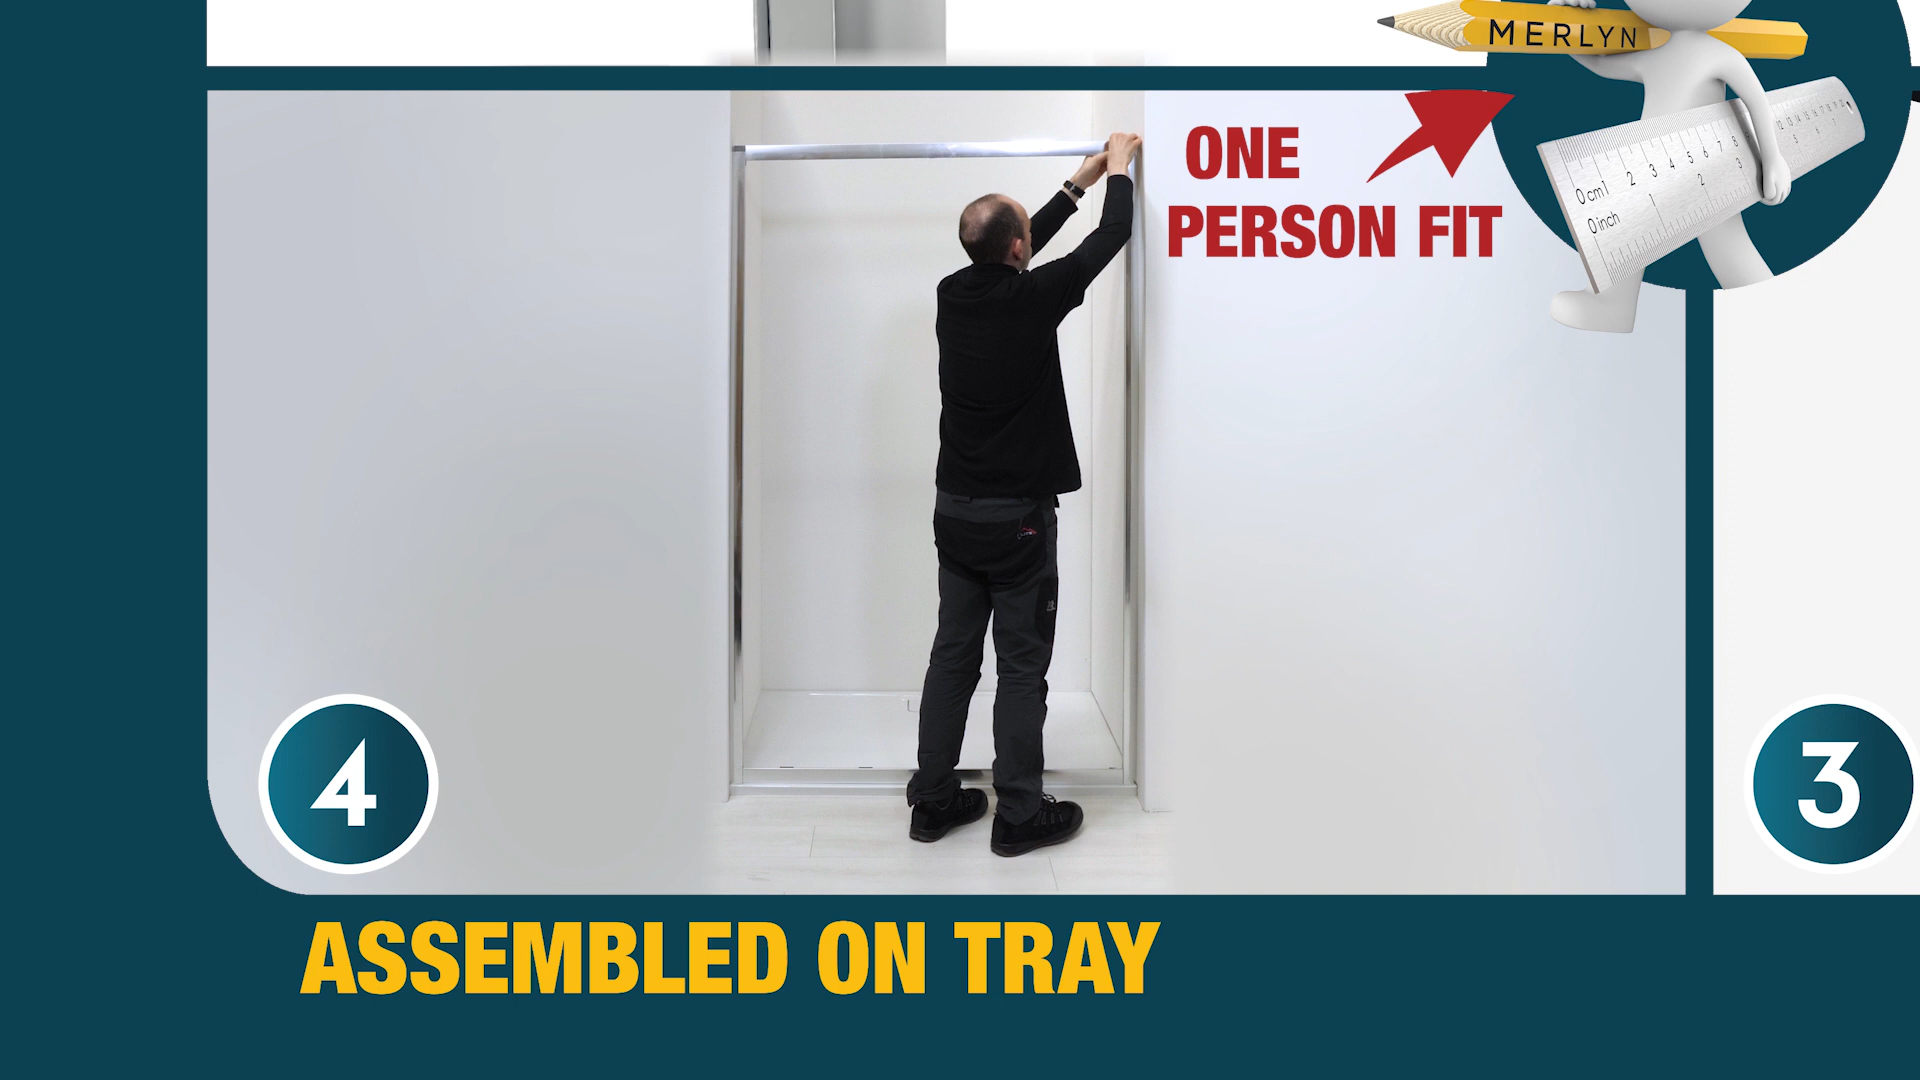 MERLYN
ONE
PERSON FIT
0 cm 1 2 3 4 5 6 7 8
0 inch 1 2 3
4
3
ASSEMBLED ON TRAY